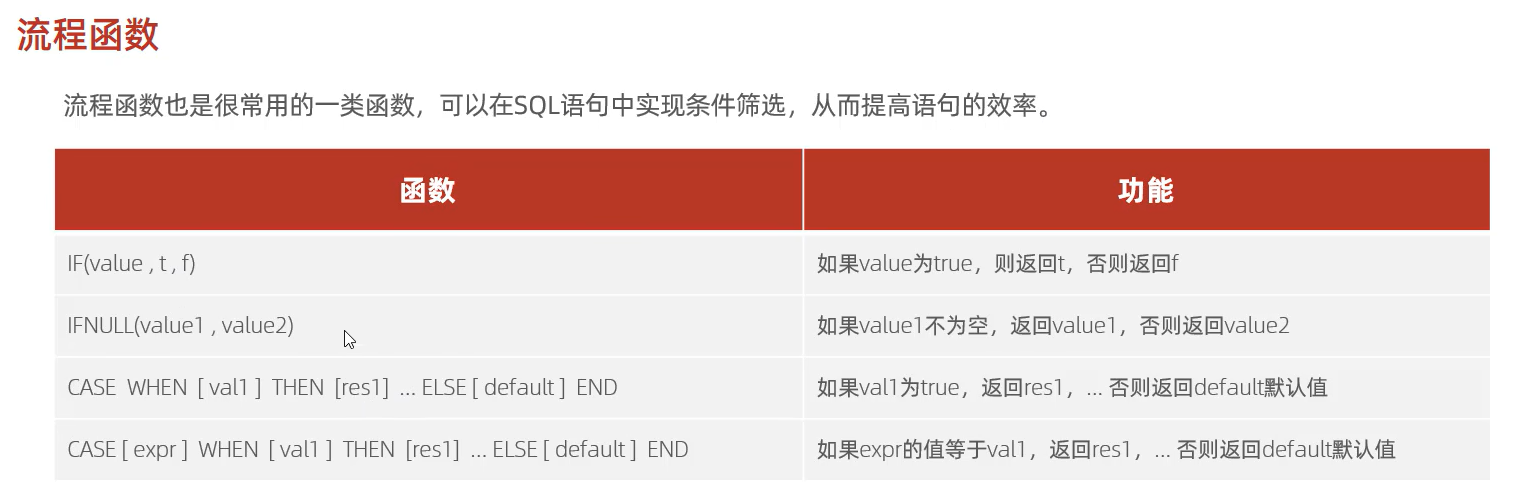 流程函数
流程函数也是很常用的一类函数，可以在SQL语句中实现条件筛选，从而提高语句的效率。
函数 功能
IF(value , t , f) 如果value为true，则返回t，否则返回f
IFNULL(value1 , value2) 如果value1不为空，返回value1，否则返回value2
CASE WHEN [ val1 ] THEN [res1] ... ELSE [ default ] END 如果val1为true，返回res1，... 否则返回default默认值
CASE [ expr ] WHEN [ val1 ] THEN [res1] ... ELSE [ default ] END 如果expr的值等于val1，返回res1，... 否则返回default默认值